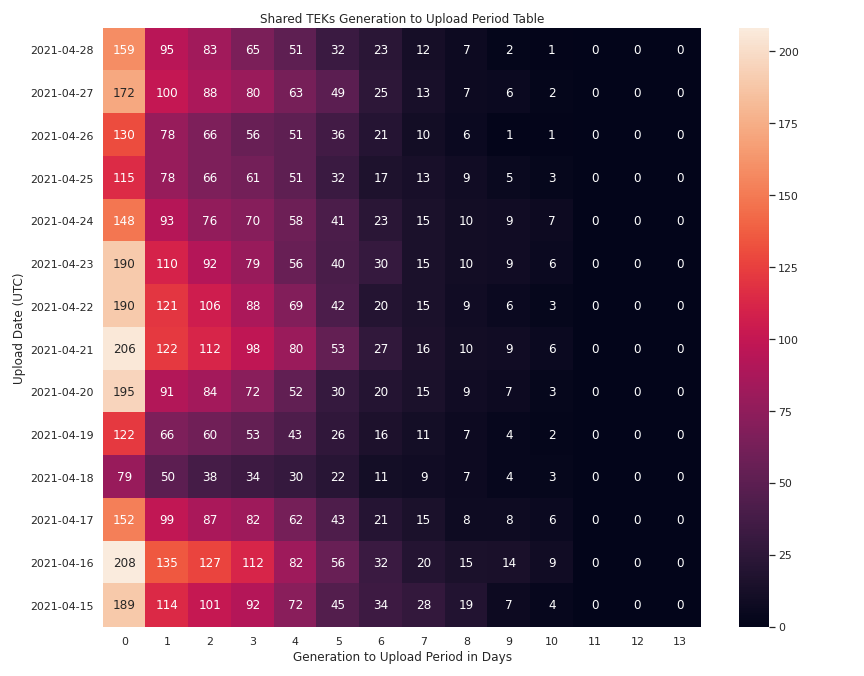 Shared TEKs Generation to Upload Period Table
Upload Date (UTC)
2021-04-28 159 95 83 65 51 32 23 12 7 2 1 0 0 0
2021-04-27 172 100 88 80 63 49 25 13 7 6 2 0 0 0
2021-04-26 130 78 66 56 51 36 21 10 6 1 1 0 0 0
2021-04-25 115 78 66 61 51 32 17 13 9 5 3 0 0 0
2021-04-24 148 93 76 70 58 41 23 15 10 9 7 0 0 0
2021-04-23 190 110 92 79 56 40 30 15 10 9 6 0 0 0
2021-04-22 190 121 106 88 69 42 20 15 9 6 3 0 0 0
2021-04-21 206 122 112 98 80 53 27 16 10 9 6 0 0 0
2021-04-20 195 91 84 72 52 30 20 15 9 7 3 0 0 0
2021-04-19 122 66 60 53 43 26 16 11 7 4 2 0 0 0
2021-04-18 79 50 38 34 30 22 11 9 7 4 3 0 0 0
2021-04-17 152 99 87 82 62 43 21 15 8 8 6 0 0 0
2021-04-16 208 135 127 112 82 56 32 20 15 14 9 0 0 0
2021-04-15 189 114 101 92 72 45 34 28 19 7 4 0 0 0
0 1 2 3 4 5 6 7 8 9 10 11 12 13
Generation to Upload Period in Days
200
175
150
125
100
75
50
25
0